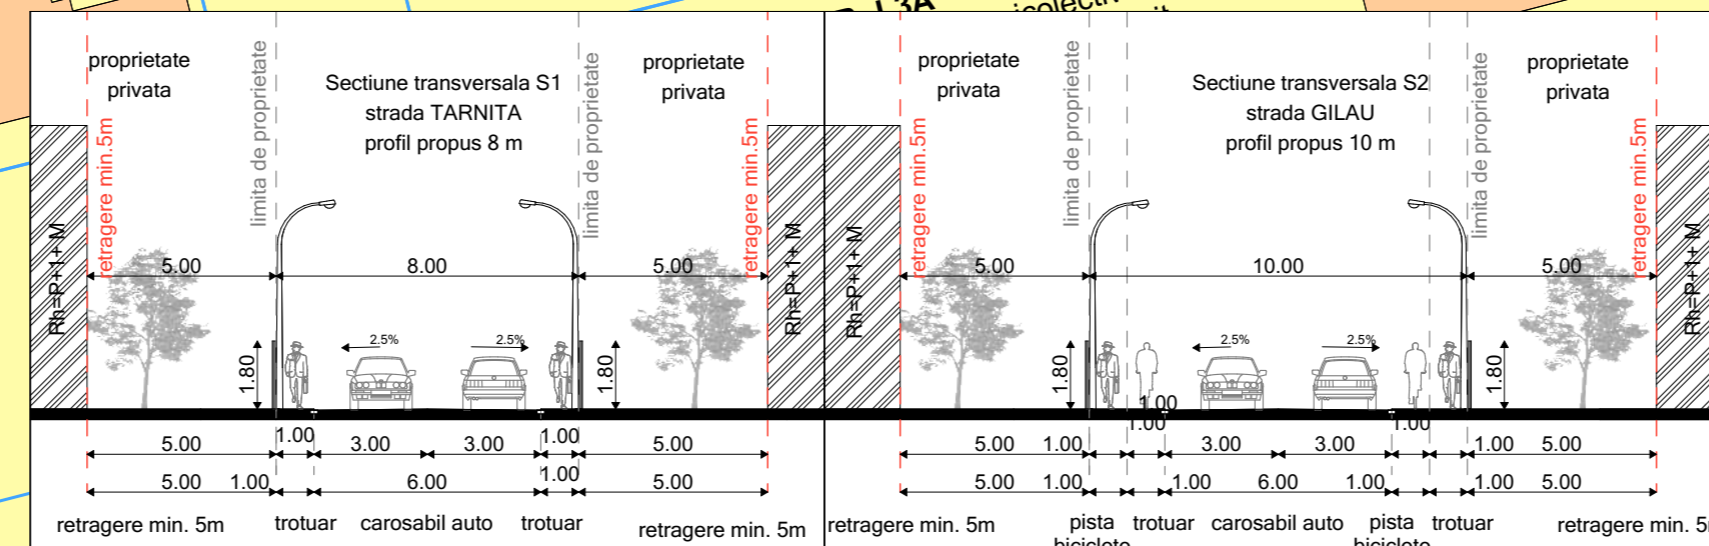 L3A
proprietate
privata
limita de proprietate
Sectiune transversala S1
strada TARNITA
profil propus 8 m
limita de proprietate
proprietate
privata
retragere min.5m
retragere min.5m
Rh=P+1+ M
Rh=P+1+ M
5.00 8.00 5.00
2.5% 2.5%
1.80 1.80
5.00 1.00 3.00 3.00 1.00 5.00
5.00 1.00 6.00 1.00 5.00
retragere min. 5m trotuar carosabil auto trotuar retragere min. 5m
proprietate
privata
limita de proprietate
Sectiune transversala S2
strada GILAU
profil propus 10 m
limita de proprietate
proprietate
privata
retragere min.5m
retragere min.5m
Rh=P+1+ M
Rh=P+1+ M
5.00 10.00 5.00
2.5% 2.5%
1.80 1.80
1.00
1.00 1.00
5.00 1.00 3.00 3.00 1.00 5.00
5.00 1.00 1.00 6.00 1.00 1.00 5.00
retragere min. 5m pista trotuar carosabil auto pista trotuar retragere min.
biciclete biciclete